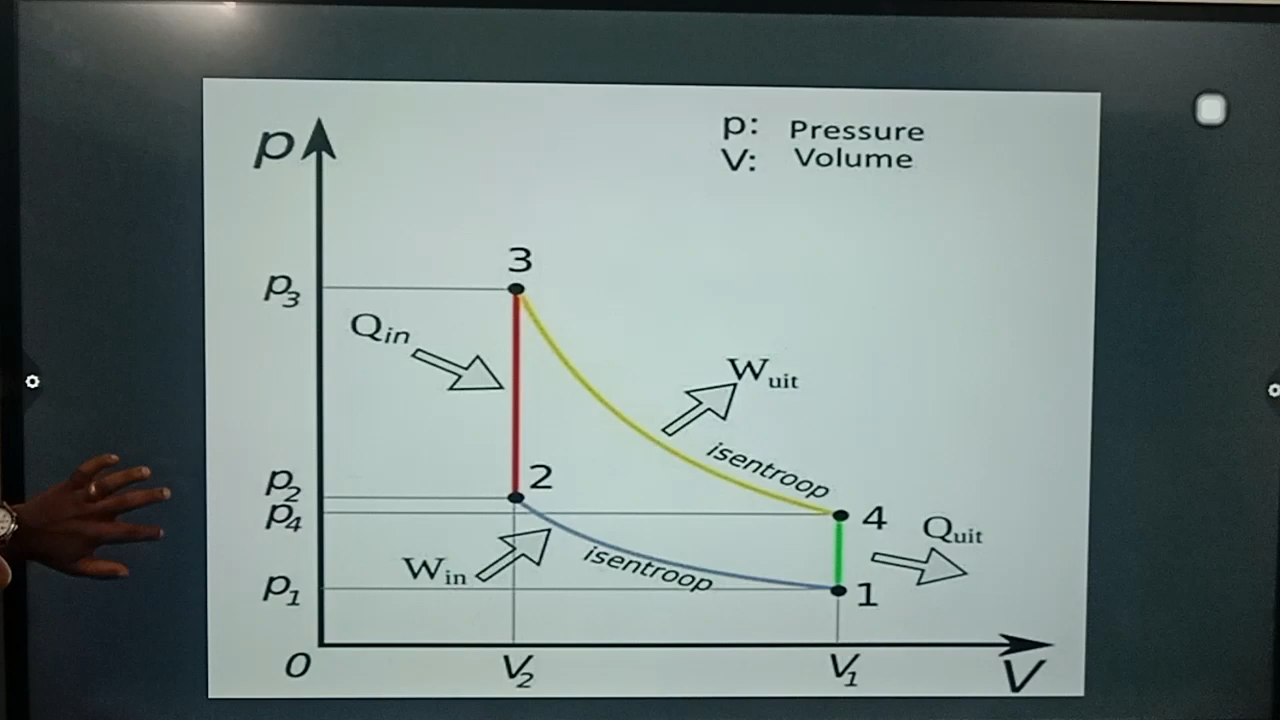 p
p: Pressure
V: Volume
3
p3
Qin
Wuit
isentroop
2
p2
p4
4
Quit
Win
isentroop
p1
1
0
V2
V1
V